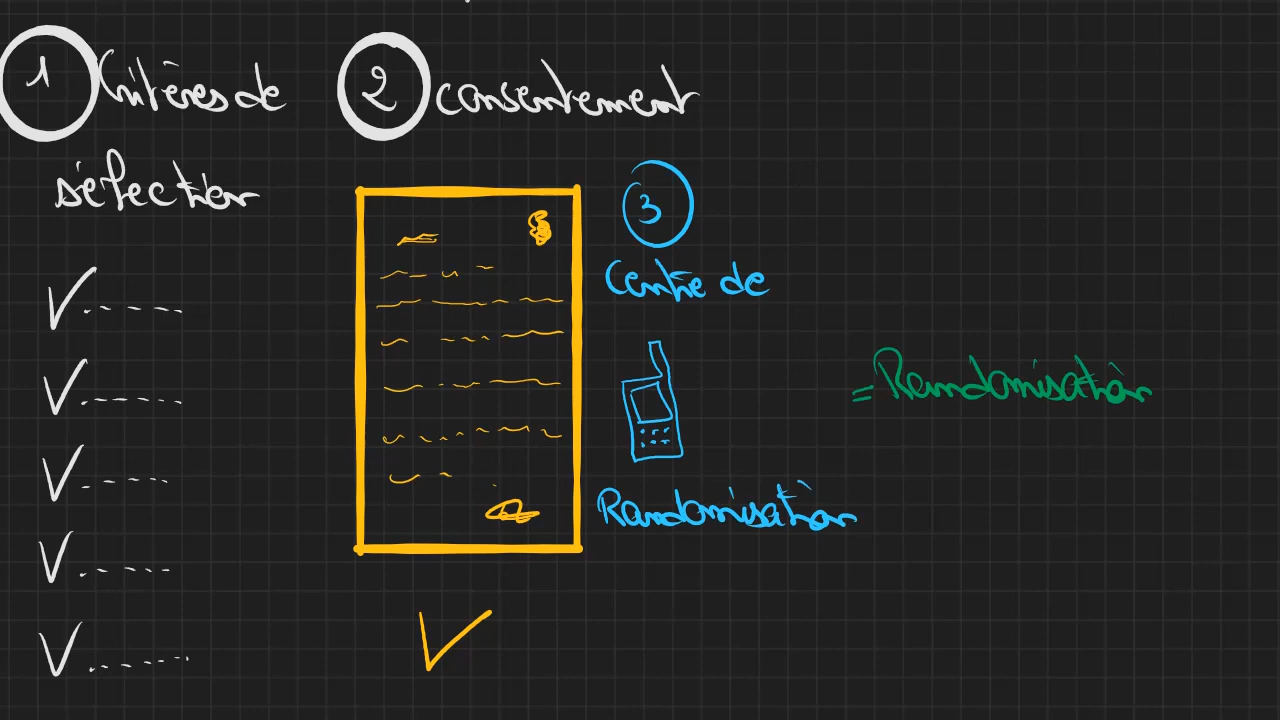 1 Critères de
sélection
2 consentement
3
Centre de
Randomisation
= Randomisation